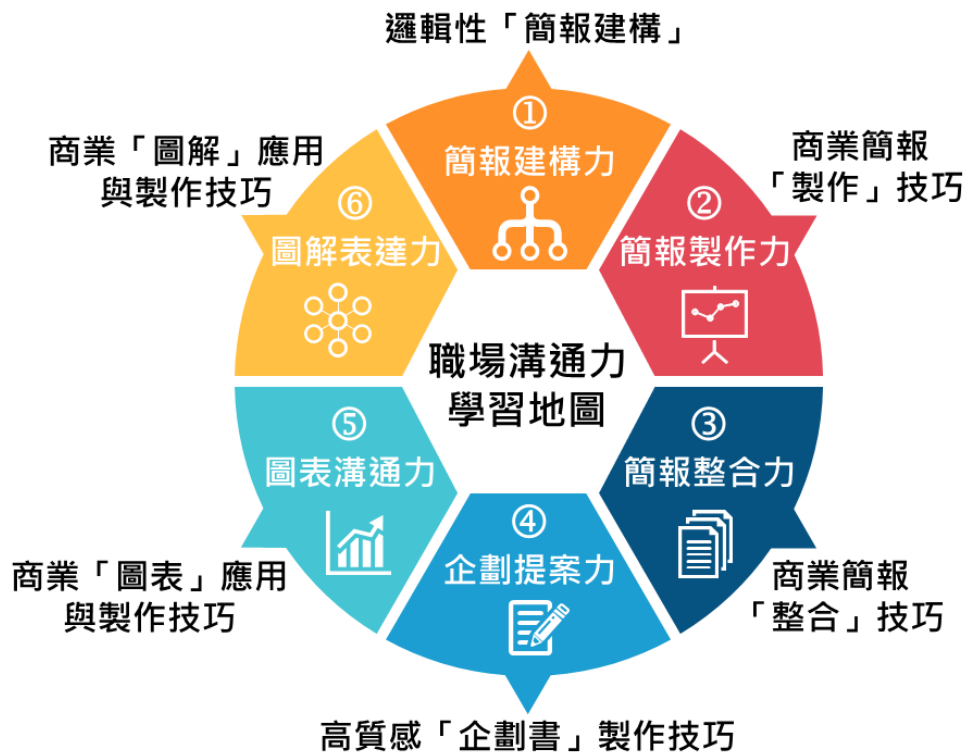 邏輯性「簡報建構」
①
簡報建構力
商業簡報
「製作」技巧
②
簡報製作力
③
簡報整合力
商業簡報
「整合」技巧
④
企劃提案力
高質感「企劃書」製作技巧
⑤
圖表溝通力
商業「圖表」應用
與製作技巧
商業「圖解」應用
與製作技巧
⑥
圖解表達力
職場溝通力
學習地圖